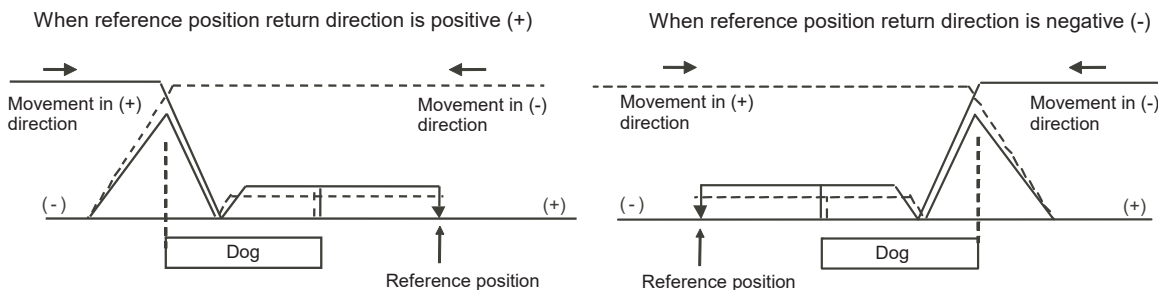 When reference position return direction is positive (+)
Movement in (+)
direction
Movement in (-)
direction
(-)
(+)
Dog
Reference position
When reference position return direction is negative (-)
Movement in (+)
direction
Movement in (-)
direction
(-)
(+)
Dog
Reference position